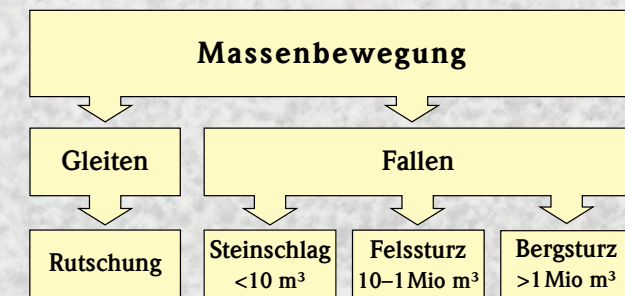 Massenbewegung
Gleiten
Fallen
Rutschung
Steinschlag
<10 m³
Felssturz
10–1 Mio m³
Bergsturz
>1 Mio m³